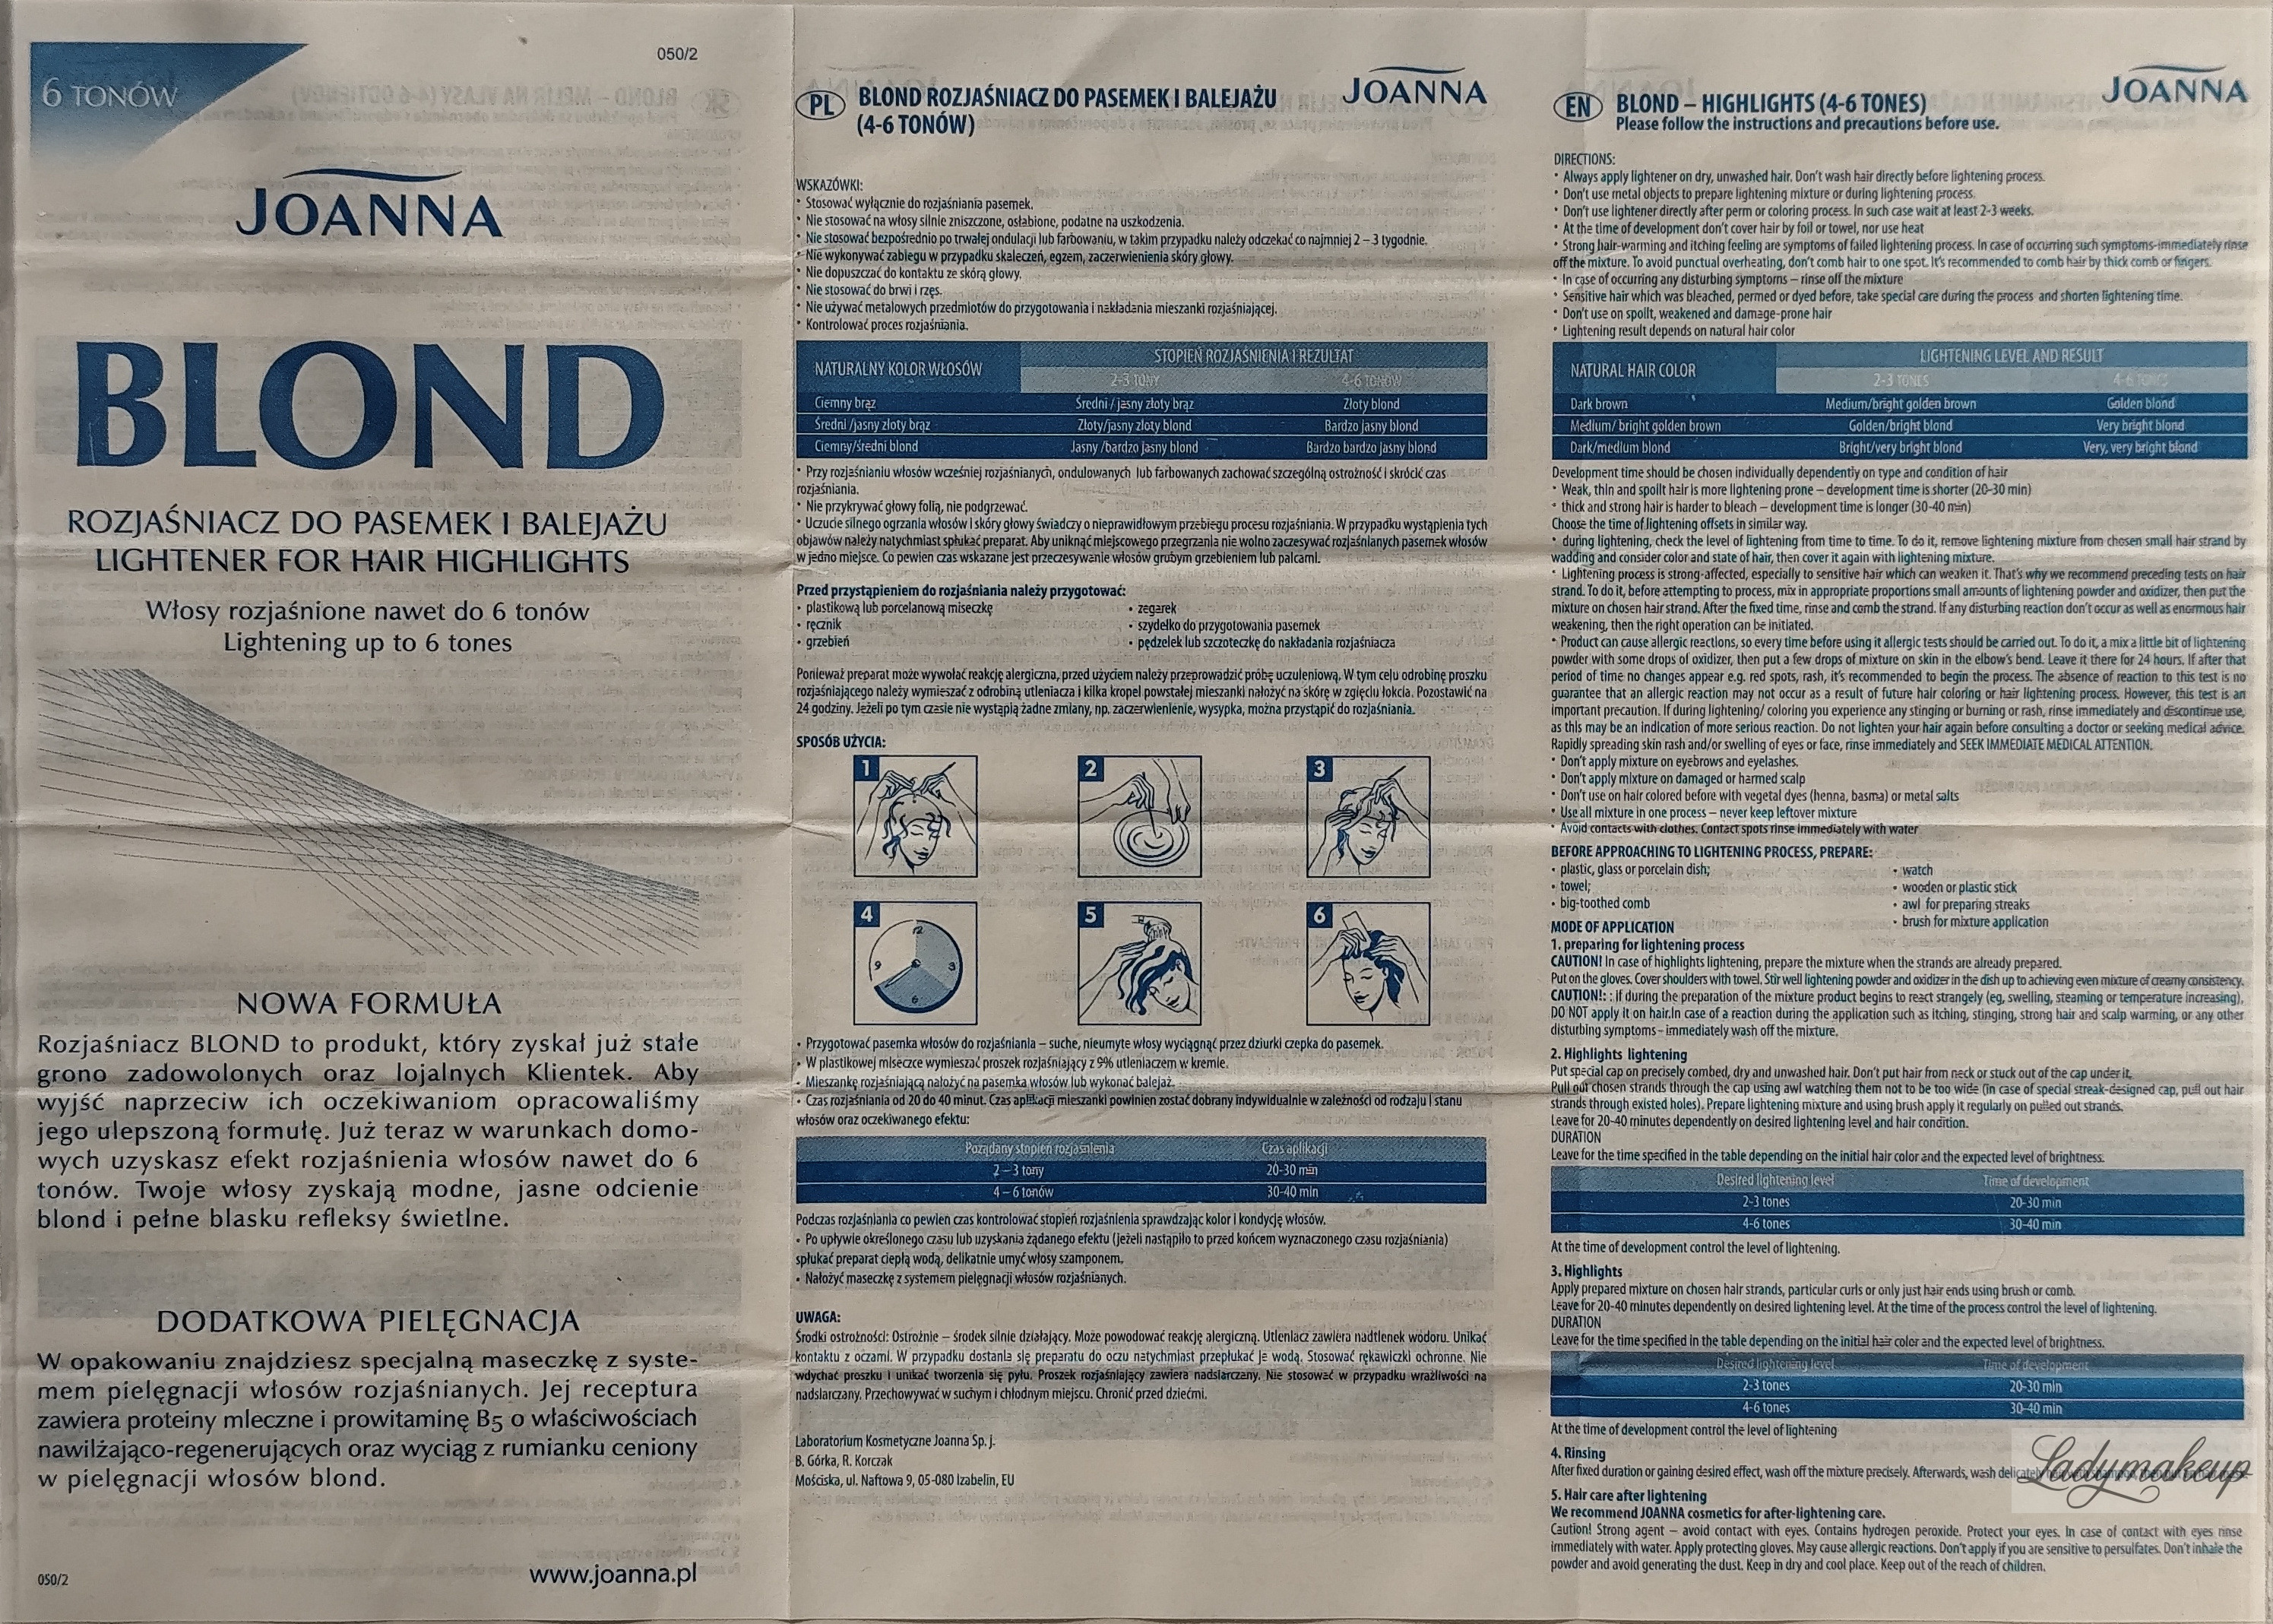 050/2
6 TONÓW
JOANNA
BLOND
ROZJAŚNIACZ DO PASEMEK I BALEJAŻU
LIGHTENER FOR HAIR HIGHLIGHTS
Włosy rozjaśnione nawet do 6 tonów
Lightening up to 6 tones
NOWA FORMUŁA
Rozjaśniacz BLOND to produkt, który zyskał już stałe
grono zadowolonych oraz lojalnych Klientek. Aby
wyjść naprzeciw ich oczekiwaniom opracowaliśmy
jego ulepszoną formułę. Już teraz w warunkach domo-
wych uzyskasz efekt rozjaśnienia włosów nawet do 6
tonów. Twoje włosy zyskają modne, jasne odcienie
blond i pełne blasku refleksy świetlne.
DODATKOWA PIELĘGNACJA
W opakowaniu znajdziesz specjalną maseczkę z syste-
mem pielęgnacji włosów rozjaśnianych. Jej receptura
zawiera proteiny mleczne i prowitaminę B5 o właściwościach
nawilżająco-regenerujących oraz wyciąg z rumianku ceniony
w pielęgnacji włosów blond.
050/2
www.joanna.pl
PL BLOND ROZJAŚNIACZ DO PASEMEK I BALEJAŻU
(4-6 TONÓW)
JOANNA
WSKAZÓWKI:
* Stosować wyłącznie do rozjaśniania pasemek.
* Nie stosować na włosy silnie zniszczone, osłabione, podatne na uszkodzenia.
* Nie stosować bezpośrednio po trwałej ondulacji lub farbowaniu, w takim przypadku należy odczekać co najmniej 2 – 3 tygodnie.
* Nie wykonywać zabiegu w przypadku skaleczeń, egzem, zaczerwienienia skóry głowy.
* Nie dopuszczać do kontaktu ze skórą głowy.
* Nie stosować do brwi i rzęs.
* Nie używać metalowych przedmiotów do przygotowania i nakładania mieszanki rozjaśniającej.
* Kontrolować proces rozjaśniania.
NATURALNY KOLOR WŁOSÓW STOPIEŃ ROZJAŚNIENIA I REZULTAT
2-3 TONY 4-6 TONÓW
Ciemny brąz Średni / jasny złoty brąz Złoty blond
Średni /jasny złoty brąz Złoty/jasny złoty blond Bardzo jasny blond
Ciemny/średni blond Jasny /bardzo jasny blond Bardzo bardzo jasny blond
* Przy rozjaśnianiu włosów wcześniej rozjaśnianych, ondulowanych lub farbowanych zachować szczególną ostrożność i skrócić czas
rozjaśniania.
* Nie przykrywać głowy folią, nie podgrzewać.
* Uczucie silnego ogrzania włosów i skóry głowy świadczy o nieprawidłowym przebiegu procesu rozjaśniania. W przypadku wystąpienia tych
objawów należy natychmiast spłukać preparat. Aby uniknąć miejscowego przegrzania nie wolno zaczesywać rozjaśnianych pasemek włosów
w jedno miejsce. Co pewien czas wskazane jest przeczesywanie włosów grubym grzebieniem lub palcami.
Przed przystąpieniem do rozjaśniania należy przygotować:
• plastikową lub porcelanową miseczkę
• ręcznik
• grzebień
• zegarek
• szydełko do przygotowania pasemek
• pędzelek lub szczoteczkę do nakładania rozjaśniacza
Ponieważ preparat może wywołać reakcję alergiczną, przed użyciem należy przeprowadzić próbę uczuleniową. W tym celu odrobinę proszku
rozjaśniającego należy wymieszać z odrobiną utleniacza i kilka kropel powstałej mieszanki nałożyć na skórę w zgięciu łokcia. Pozostawić na
24 godziny. Jeżeli po tym czasie nie wystąpią żadne zmiany, np. zaczerwienienie, wysypka, można przystąpić do rozjaśniania.
SPOSÓB UŻYCIA:
1 2 3
4 12 9 3 6 5 6
• Przygotować pasemka włosów do rozjaśniania – suche, nieumyte włosy wyciągnąć przez dziurki czepka do pasemek.
• W plastikowej miseczce wymieszać proszek rozjaśniający z 9% utleniaczem w kremie.
• Mieszankę rozjaśniającą nałożyć na pasemka włosów lub wykonać balejaż.
• Czas rozjaśniania od 20 do 40 minut. Czas aplikacji mieszanki powinien zostać dobrany indywidualnie w zależności od rodzaju i stanu
włosów oraz oczekiwanego efektu:
Pożądany stopień rozjaśnienia Czas aplikacji
2 – 3 tony 20-30 min
4 – 6 tonów 30-40 min
Podczas rozjaśniania co pewien czas kontrolować stopień rozjaśnienia sprawdzając kolor i kondycję włosów.
• Po upływie określonego czasu lub uzyskania żądanego efektu (jeżeli nastąpiło to przed końcem wyznaczonego czasu rozjaśniania)
spłukać preparat ciepłą wodą, delikatnie umyć włosy szamponem.
• Nałożyć maseczkę z systemem pielęgnacji włosów rozjaśnianych.
UWAGA:
Środki ostrożności: Ostrożnie – środek silnie działający. Może powodować reakcję alergiczną. Utleniacz zawiera nadtlenek wodoru. Unikać
kontaktu z oczami. W przypadku dostania się preparatu do oczu natychmiast przepłukać je wodą. Stosować rękawiczki ochronne. Nie
wdychać proszku i unikać tworzenia się pyłu. Proszek rozjaśniający zawiera nadsiarczany. Nie stosować w przypadku wrażliwości na
nadsiarczany. Przechowywać w suchym i chłodnym miejscu. Chronić przed dziećmi.
Laboratorium Kosmetyczne Joanna Sp. j.
B. Górka, R. Korczak
Mościska, ul. Naftowa 9, 05-080 Izabelin, EU
EN BLOND – HIGHLIGHTS (4-6 TONES)
Please follow the instructions and precautions before use.
JOANNA
DIRECTIONS:
* Always apply lightener on dry, unwashed hair. Don't wash hair directly before lightening process.
* Don't use metal objects to prepare lightening mixture or during lightening process.
* Don't use lightener directly after perm or coloring process. In such case wait at least 2-3 weeks.
* At the time of development don't cover hair by foil or towel, nor use heat
* Strong hair-warming and itching feeling are symptoms of failed lightening process. In case of occurring such symptoms-immediately rinse
off the mixture. To avoid punctual overheating, don't comb hair to one spot. It's recommended to comb hair by thick comb or fingers.
* In case of occurring any disturbing symptoms – rinse off the mixture
* Sensitive hair which was bleached, permed or dyed before, take special care during the process and shorten lightening time.
* Don't use on spoilt, weakened and damage-prone hair
* Lightening result depends on natural hair color
NATURAL HAIR COLOR LIGHTENING LEVEL AND RESULT
2-3 TONES 4-6 TONES
Dark brown Medium/bright golden brown Golden blond
Medium/ bright golden brown Golden/bright blond Very bright blond
Dark/medium blond Bright/very bright blond Very, very bright blond
Development time should be chosen individually dependently on type and condition of hair
* Weak, thin and spoilt hair is more lightening prone – development time is shorter (20-30 min)
* thick and strong hair is harder to bleach – development time is longer (30-40 min)
Choose the time of lightening offsets in similar way.
* during lightening, check the level of lightening from time to time. To do it, remove lightening mixture from chosen small hair strand by
wadding and consider color and state of hair, then cover it again with lightening mixture.
* Lightening process is strong-affected, especially to sensitive hair which can weaken it. That's why we recommend preceding tests on hair
strand. To do it, before attempting to process, mix in appropriate proportions small amounts of lightening powder and oxidizer, then put the
mixture on chosen hair strand. After the fixed time, rinse and comb the strand. If any disturbing reaction don't occur as well as enormous hair
weakening, then the right operation can be initiated.
* Product can cause allergic reactions, so every time before using it allergic tests should be carried out. To do it, a mix a little bit of lightening
powder with some drops of oxidizer, then put a few drops of mixture on skin in the elbow's bend. Leave it there for 24 hours. If after that
period of time no changes appear e.g. red spots, rash, it's recommended to begin the process. The absence of reaction to this test is no
guarantee that an allergic reaction may not occur as a result of future hair coloring or hair lightening process. However, this test is an
important precaution. If during lightening/ coloring you experience any stinging or burning or rash, rinse immediately and discontinue use,
as this may be an indication of more serious reaction. Do not lighten your hair again before consulting a doctor or seeking medical advice.
Rapidly spreading skin rash and/or swelling of eyes or face, rinse immediately and SEEK IMMEDIATE MEDICAL ATTENTION.
* Don't apply mixture on eyebrows and eyelashes.
* Don't apply mixture on damaged or harmed scalp
* Don't use on hair colored before with vegetal dyes (henna, basma) or metal salts
* Use all mixture in one process – never keep leftover mixture
* Avoid contacts with clothes. Contact spots rinse immediately with water
BEFORE APPROACHING TO LIGHTENING PROCESS, PREPARE:
• plastic, glass or porcelain dish;
• towel;
• big-toothed comb
• watch
• wooden or plastic stick
• awl for preparing streaks
• brush for mixture application
MODE OF APPLICATION
1. preparing for lightening process
CAUTION! In case of highlights lightening, prepare the mixture when the strands are already prepared.
Put on the gloves. Cover shoulders with towel. Stir well lightening powder and oxidizer in the dish up to achieving even mixture of creamy consistency.
CAUTION!: : if during the preparation of the mixture product begins to react strangely (eg, swelling, steaming or temperature increasing),
DO NOT apply it on hair.In case of a reaction during the application such as itching, stinging, strong hair and scalp warming, or any other
disturbing symptoms – immediately wash off the mixture.
2. Highlights lightening
Put special cap on precisely combed, dry and unwashed hair. Don't put hair from neck or stuck out of the cap under it.
Pull out chosen strands through the cap using awl watching them not to be too wide (in case of special streak-designed cap, pull out hair
strands through existed holes). Prepare lightening mixture and using brush apply it regularly on pulled out strands.
Leave for 20-40 minutes dependently on desired lightening level and hair condition.
DURATION
Leave for the time specified in the table depending on the initial hair color and the expected level of brightness.
Desired lightening level Time of development
2-3 tones 20-30 min
4-6 tones 30-40 min
At the time of development control the level of lightening.
3. Highlights
Apply prepared mixture on chosen hair strands, particular curls or only just hair ends using brush or comb.
Leave for 20-40 minutes dependently on desired lightening level. At the time of the process control the level of lightening.
DURATION
Leave for the time specified in the table depending on the initial hair color and the expected level of brightness.
Desired lightening level Time of development
2-3 tones 20-30 min
4-6 tones 30-40 min
At the time of development control the level of lightening
4. Rinsing
After fixed duration or gaining desired effect, wash off the mixture precisely. Afterwards, wash delicately
Ladymakeup
5. Hair care after lightening
We recommend JOANNA cosmetics for after-lightening care.
Caution! Strong agent – avoid contact with eyes. Contains hydrogen peroxide. Protect your eyes. In case of contact with eyes rinse
immediately with water. Apply protecting gloves. May cause allergic reactions. Don't apply if you are sensitive to persulfates. Don't inhale the
powder and avoid generating the dust. Keep in dry and cool place. Keep out of the reach of children.